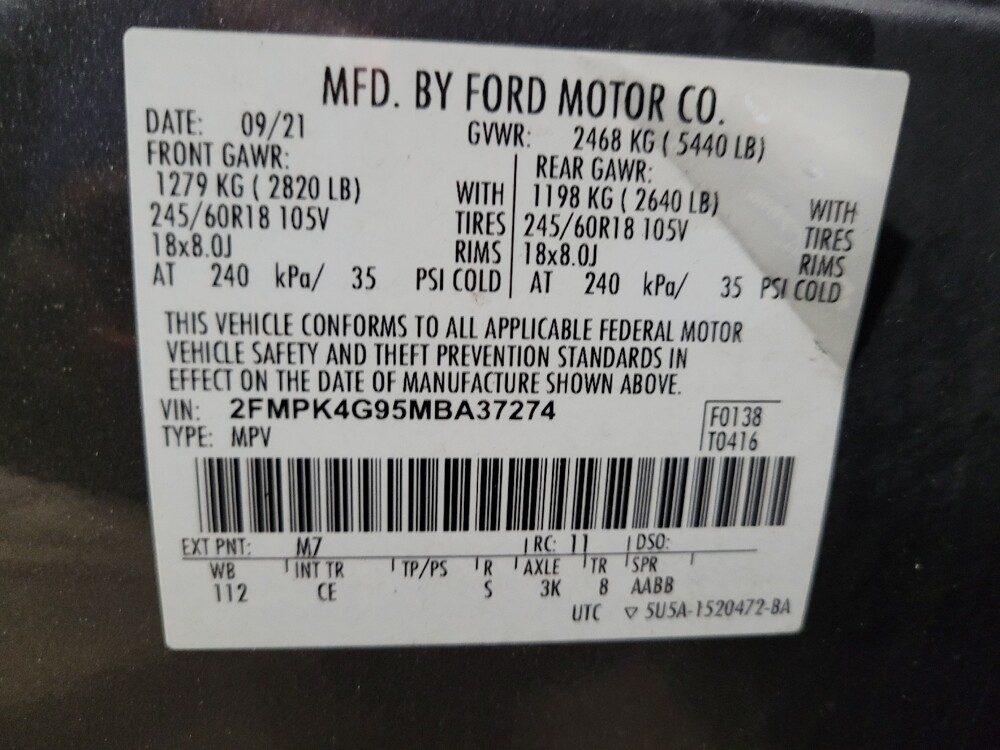 MFD. BY FORD MOTOR CO.
DATE: 09/21 GVWR: 2468 KG ( 5440 LB)
FRONT GAWR: REAR GAWR:
1279 KG ( 2820 LB) WITH 1198 KG ( 2640 LB) WITH
245/60R18 105V TIRES 245/60R18 105V TIRES
18x8.0J RIMS 18x8.0J RIMS
AT 240 kPa/ 35 PSI COLD AT 240 kPa/ 35 PSI COLD
THIS VEHICLE CONFORMS TO ALL APPLICABLE FEDERAL MOTOR
VEHICLE SAFETY AND THEFT PREVENTION STANDARDS IN
EFFECT ON THE DATE OF MANUFACTURE SHOWN ABOVE.
VIN: 2FMPK4G95MBA37274 F0138
TYPE: MPV T0416
EXT PNT: M7 RC: 11 DSO:
WB INT TR TP/PS R AXLE TR SPR
112 CE S 3K 8 AABB
UTC ▽ 5U5A-1520472-BA